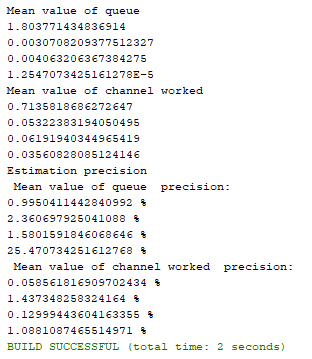 Mean value of queue
1.803771434836914
0.0030708209377512327
0.004063206367384275
1.2547073425161278E-5
Mean value of channel worked
0.7135818686272647
0.05322383194050495
0.06191940344965419
0.03560828085124146
Estimation precision
Mean value of queue precision:
0.9950411442840992 %
2.360697925041088 %
1.5801591846068646 %
25.470734251612768 %
Mean value of channel worked  precision:
0.058561816909702434 %
1.437348258324164 %
0.12999443604163355 %
1.0881087465514971 %
BUILD SUCCESSFUL (total time: 2 seconds)